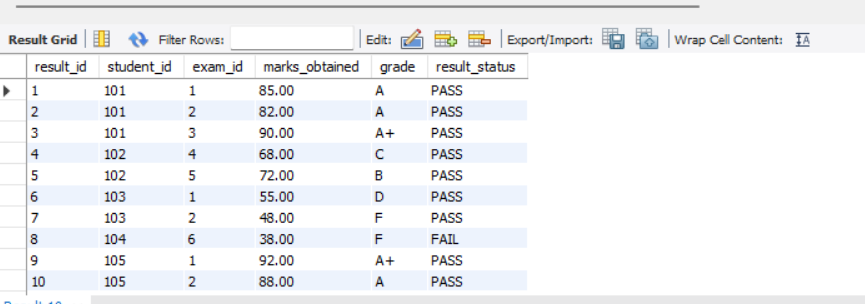 Result Grid Filter Rows: Edit: Export/Import: Wrap Cell Content:
result_id student_id exam_id marks_obtained grade result_status
1 101 1 85.00 A PASS
2 101 2 82.00 A PASS
3 101 3 90.00 A+ PASS
4 102 4 68.00 C PASS
5 102 5 72.00 B PASS
6 103 1 55.00 D PASS
7 103 2 48.00 F PASS
8 104 6 38.00 F FAIL
9 105 1 92.00 A+ PASS
10 105 2 88.00 A PASS